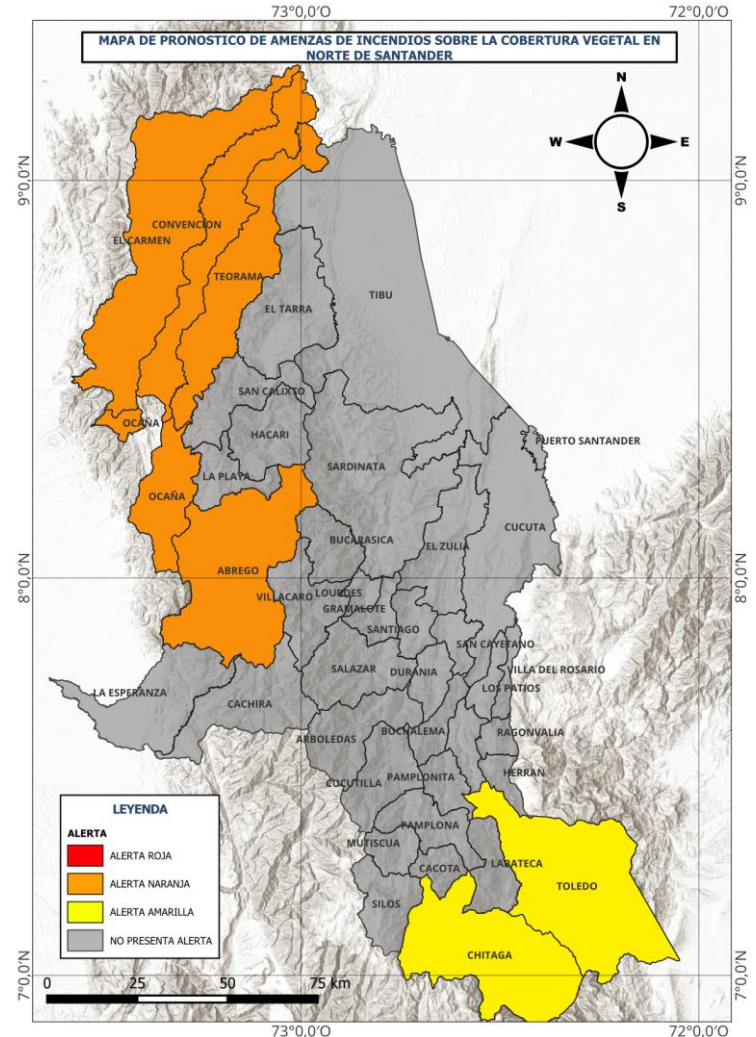 73°0,0'O
72°0,0'O
MAPA DE PRONOSTICO DE AMENZAS DE INCENDIOS SOBRE LA COBERTURA VEGETAL EN
NORTE DE SANTANDER
N
W
E
S
9°0,0'N
9°0,0'N
CONVENCION
EL CARMEN
TEORAMA
TIBU
EL TARRA
SAN CALIXTO
OCAÑA
HACARI
PUERTO SANTANDER
SARDINATA
LA PLAYA
OCAÑA
CUCUTA
BUCARASICA
EL ZULIA
ABREGO
8°0,0'N
8°0,0'N
VILLACARO
LOURDES
GRAMALOTE
SANTIAGO
SAN CAYETANO
SALAZAR
DURANIA
VILLA DEL ROSARIO
LOS PATIOS
LA ESPERANZA
CACHIRA
ARBOLEDAS
BOCHALEMA
RAGONVALIA
HERRAN
CUCUTILLA
PAMPLONITA
LEYENDA
ALERTA
ALERTA ROJA
ALERTA NARANJA
ALERTA AMARILLA
NO PRESENTA ALERTA
PAMPLONA
MUTISCUA
CACOTA
LABATECA
TOLEDO
SILOS
CHITAGA
7°0,0'N
7°0,0'N
0 25 50 75 km
73°0,0'O
72°0,0'O